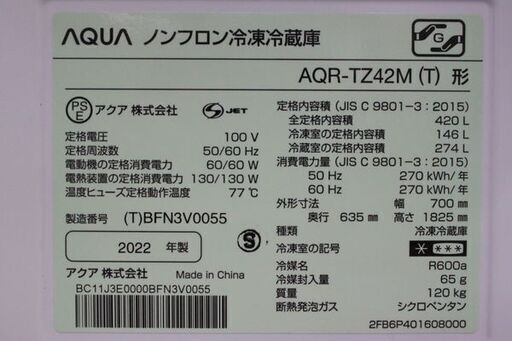 AQUA ノンフロン冷凍冷蔵庫
G
AQR-TZ42M (T) 形
PS
E
アクア 株式会社
S JET
定格電圧 100 V
定格周波数 50/60 Hz
電動機の定格消費電力 60/60 W
電熱装置の定格消費電力 130/130 W
温度ヒューズ定格動作温度 77℃
製造番号 (T)BFN3V0055
2022 年製
S
アクア 株式会社 Made in China
BC11J3E0000BFN3V0055
定格内容積 (JIS C 9801-3:2015)
全定格内容積 420 L
冷凍室の定格内容積 146 L
冷蔵室の定格内容積 274 L
消費電力量 (JIS C 9801-3:2015)
50 Hz 270 kWh/年
60 Hz 270 kWh/年
外形寸法 幅 700 mm
奥行 635 mm 高さ 1825 mm
種類 冷凍冷蔵庫
冷凍室の記号 * ***
冷媒名 R600a
冷媒封入量 65 g
質量 120 kg
断熱発泡ガス シクロペンタン
2FB6P401608000